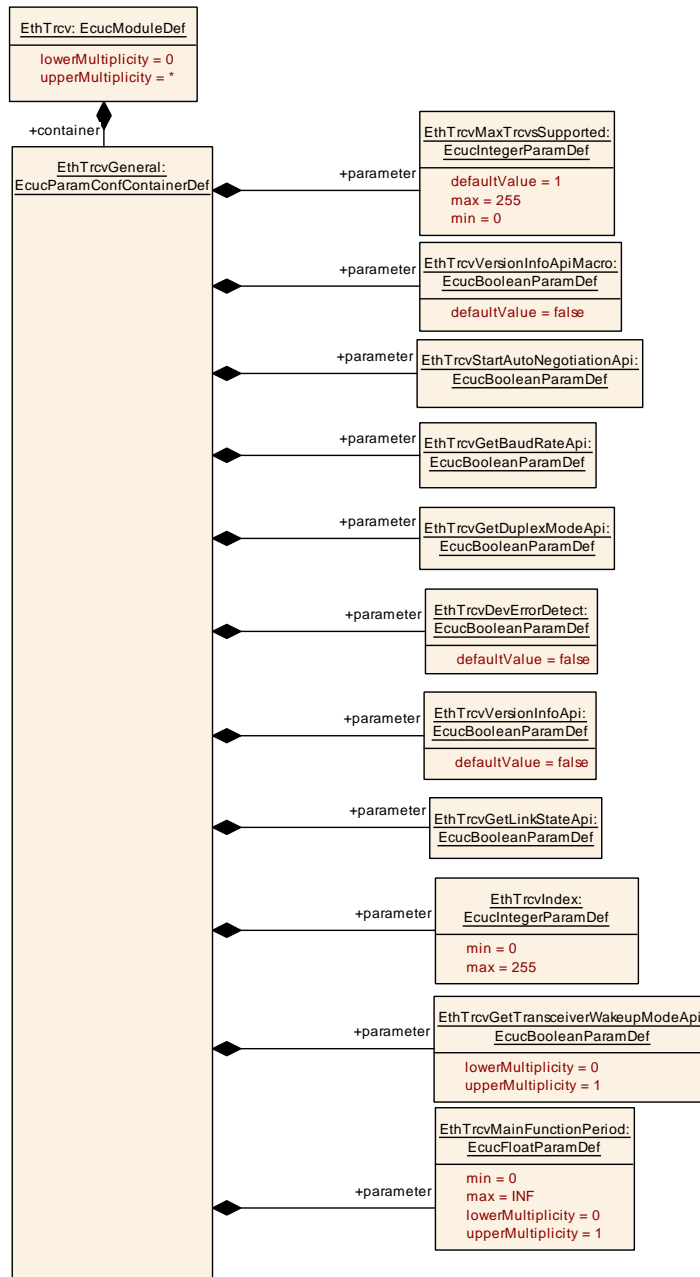 EthTrcv: EcucModuleDef
lowerMultiplicity = 0
upperMultiplicity = *
+container
EthTrcvGeneral:
EcucParamConfContainerDef
+parameter
EthTrcvMaxTrcvsSupported:
EcucIntegerParamDef
defaultValue = 1
max = 255
min = 0
+parameter
EthTrcvVersionInfoApiMacro:
EcucBooleanParamDef
defaultValue = false
+parameter
EthTrcvStartAutoNegotiationApi:
EcucBooleanParamDef
+parameter
EthTrcvGetBaudRateApi:
EcucBooleanParamDef
+parameter
EthTrcvGetDuplexModeApi:
EcucBooleanParamDef
+parameter
EthTrcvDevErrorDetect:
EcucBooleanParamDef
defaultValue = false
+parameter
EthTrcvVersionInfoApi:
EcucBooleanParamDef
defaultValue = false
+parameter
EthTrcvGetLinkStateApi:
EcucBooleanParamDef
+parameter
EthTrcvIndex:
EcucIntegerParamDef
min = 0
max = 255
+parameter
EthTrcvGetTransceiverWakeupModeApi
EcucBooleanParamDef
lowerMultiplicity = 0
upperMultiplicity = 1
+parameter
EthTrcvMainFunctionPeriod:
EcucFloatParamDef
min = 0
max = INF
lowerMultiplicity = 0
upperMultiplicity = 1